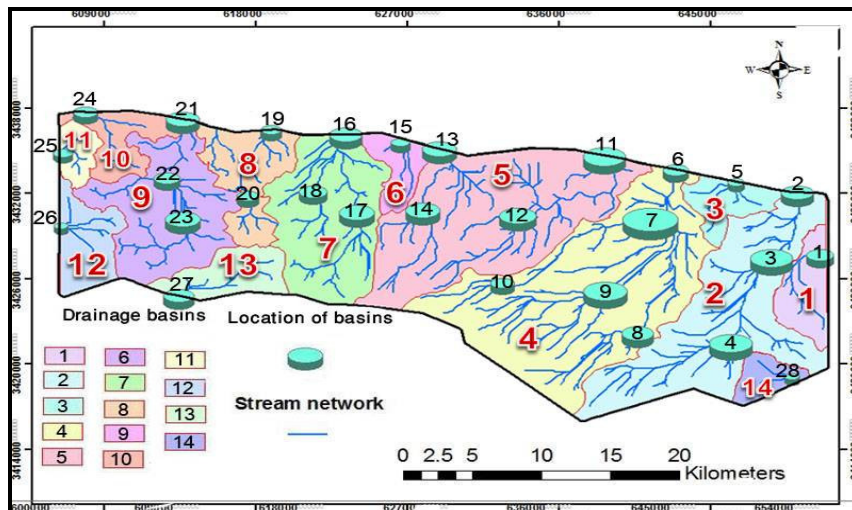 609000 618000 627000 636000 645000
N
W E
S
24 21 19 16 15 13 11 6 5 2
25 11 10 22 8 20 18 17 6 14 5 12 7 3 3 1
26 9 23 7 10 9 4 8 2 4 1
12 27 13 14 28
3438000
3432000
3426000
3420000
3414000
Drainage basins
Location of basins
1 6 11
2 7 12
3 8 13
4 9 14
5 10
Stream network
0 2.5 5 10 15 20
Kilometers
600000 618000 627000 636000 645000 654000